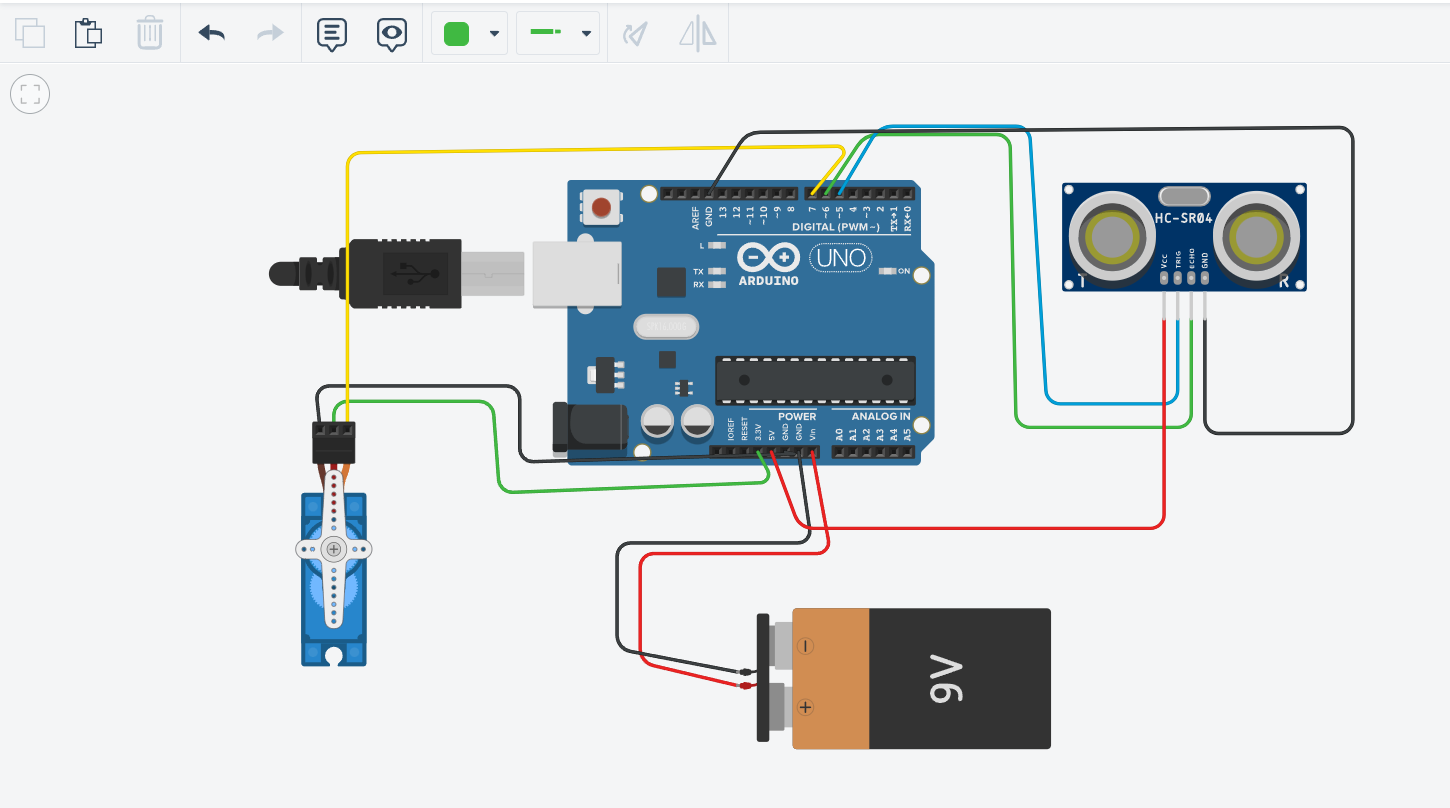 AREF
GND
13
12
~11
~10
~9
8
7
~6
~5
4
~3
2
TX→1
RX←0
DIGITAL (PWM~)
L
TX
RX
ARDUINO
UNO
ON
HC-SR04
VCC
TRIG
ECHO
GND
T
R
POWER
ANALOG IN
IOREF
RESET
3.3V
5V
GND
GND
Vin
A0
A1
A2
A3
A4
A5
9V